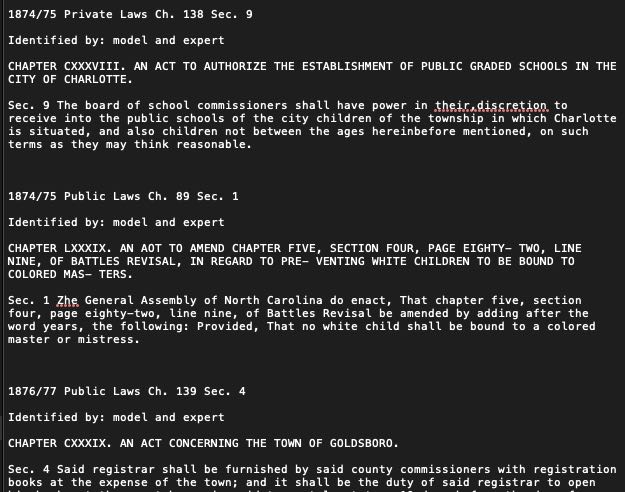 1874/75 Private Laws Ch. 138 Sec. 9
Identified by: model and expert
CHAPTER CXXXVIII. AN ACT TO AUTHORIZE THE ESTABLISHMENT OF PUBLIC GRADED SCHOOLS IN THE
CITY OF CHARLOTTE.
Sec. 9 The board of school commissioners shall have power in their,discretion to
receive into the public schools of the city children of the township in which Charlotte
is situated, and also children not between the ages hereinbefore mentioned, on such
terms as they may think reasonable.
1874/75 Public Laws Ch. 89 Sec. 1
Identified by: model and expert
CHAPTER LXXXIX. AN AOT TO AMEND CHAPTER FIVE, SECTION FOUR, PAGE EIGHTY— TWO, LINE
NINE, OF BATTLES REVISAL, IN REGARD TO PRE— VENTING WHITE CHILDREN TO BE BOUND TO
COLORED MAS— TERS.
Sec. 1 Zhe General Assembly of North Carolina do enact, That chapter five, section
four, page eighty—two, line nine, of Battles Revisal be amended by adding after the
word years, the following: Provided, That no white child shall be bound to a colored
master or mistress.
1876/77 Public Laws Ch. 139 Sec. 4
Identified by: model and expert
CHAPTER CXXXIX. AN ACT CONCERNING THE TOWN OF GOLDSBORO.
Sec. 4 Said registrar shall be furnished by said county commissioners with registration
books at the expense of the town; and it shall be the duty of said registrar to open